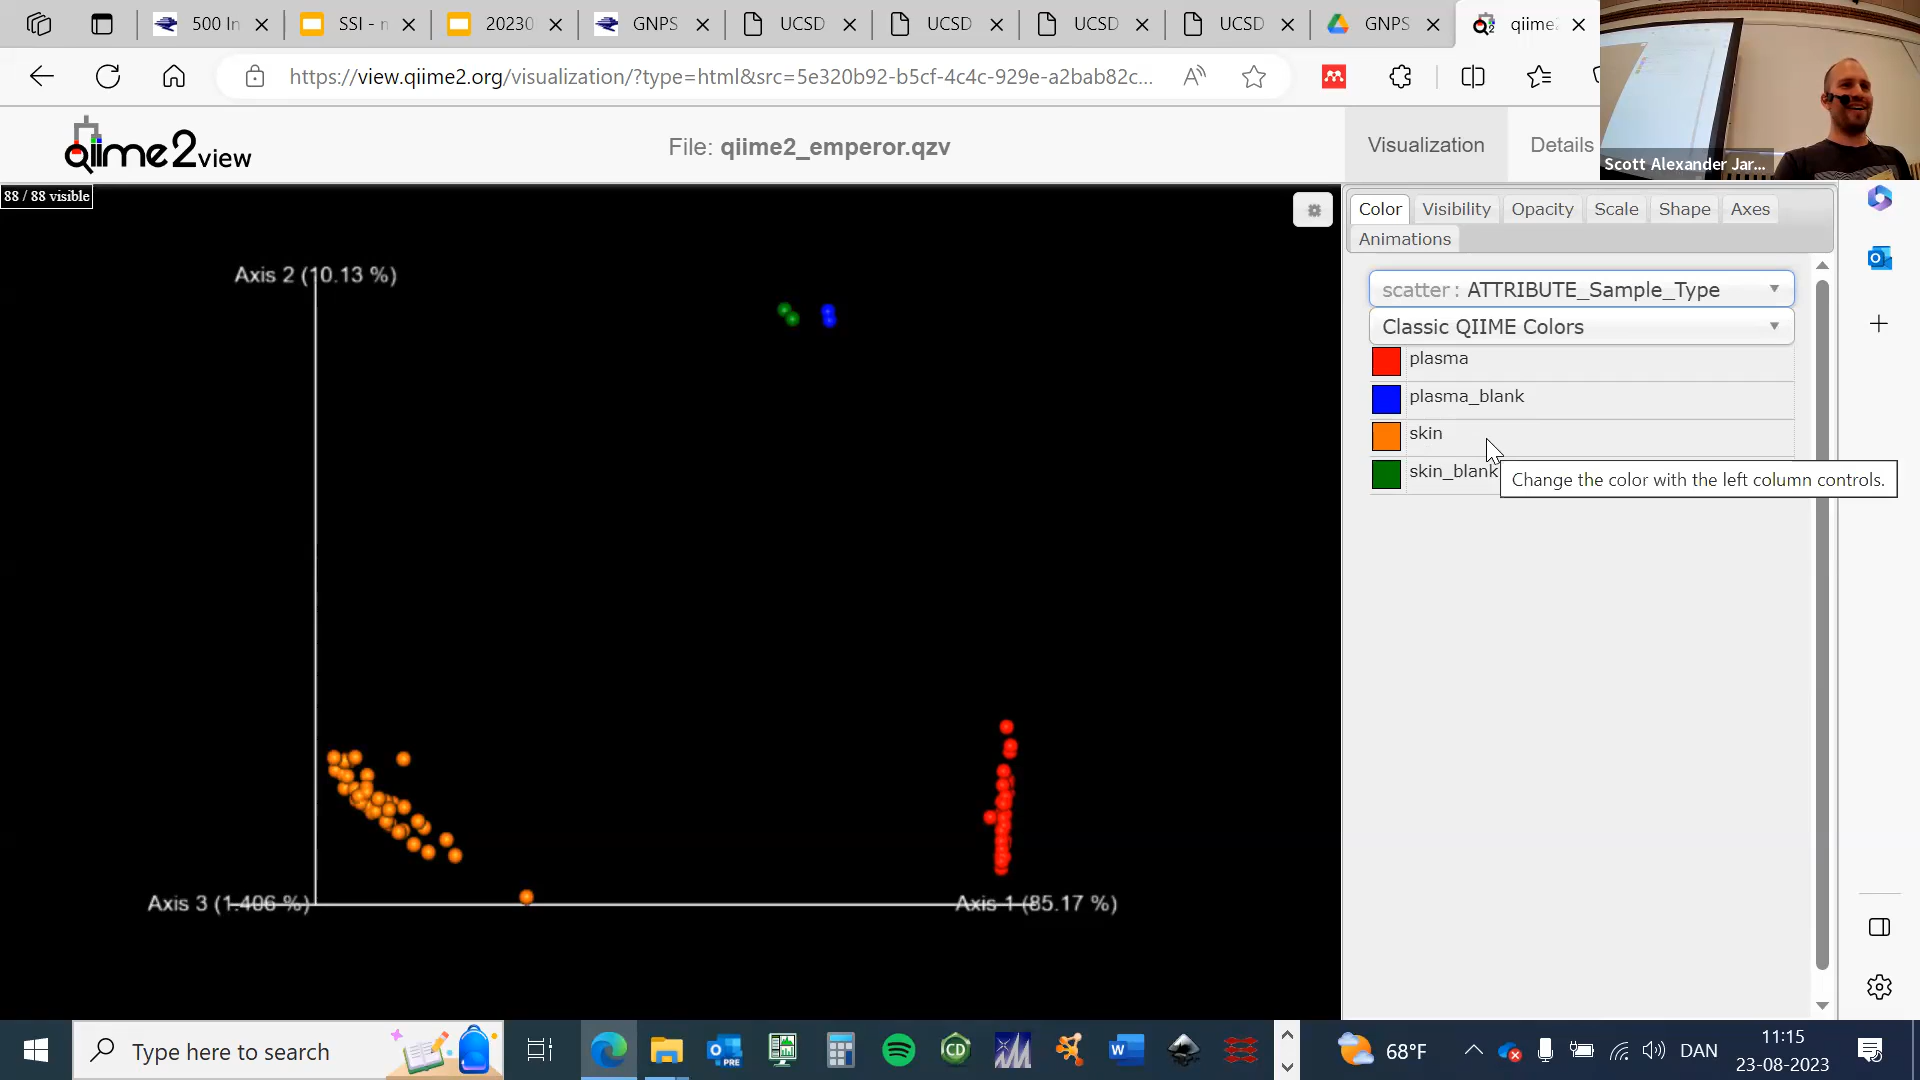 500 In
SSI - n
20230
GNPS
UCSD
UCSD
UCSD
UCSD
GNPS
qiime2
https://view.qiime2.org/visualization/?type=html&src=5e320b92-b5cf-4c4c-929e-a2bab82c...
qiime2view
File: qiime2_emperor.qzv
Visualization
Details
Scott Alexander Jar...
88 / 88 visible
Color
Visibility
Opacity
Scale
Shape
Axes
Animations
Axis 2 (10.13 %)
scatter: ATTRIBUTE_Sample_Type
Classic QIIME Colors
plasma
plasma_blank
skin
skin_blank
Change the color with the left column controls.
Axis 3 (1.406 %)
Axis 1 (85.17 %)
Type here to search
PRE
CD
68°F
DAN
11:15
23-08-2023